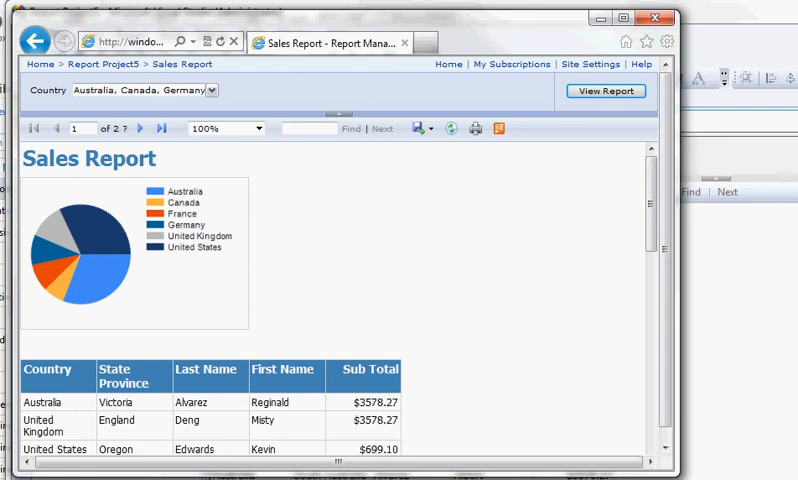 http://windo...
Sales Report - Report Mana...
Home > Report Project5 > Sales Report
Home | My Subscriptions | Site Settings | Help
Country
Australia, Canada, Germany
View Report
1 of 2 ?
100%
Find | Next
Sales Report
Australia
Canada
France
Germany
United Kingdom
United States
Country State Province Last Name First Name Sub Total
Australia Victoria Alvarez Reginald $3578.27
United Kingdom England Deng Misty $3578.27
United States Oregon Edwards Kevin $699.10
Find | Next